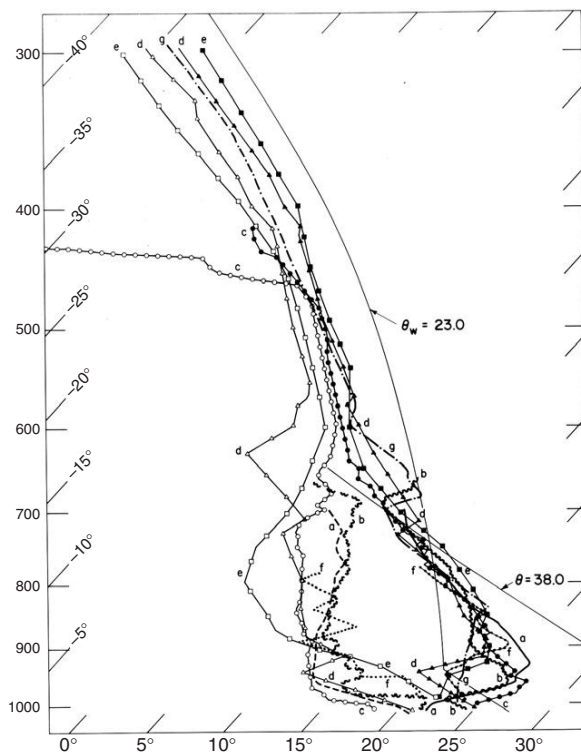 e d g d e
300 -40°
-35°
400 -30°
c
c
-25°
500 θw = 23.0
-20°
600
d
d g
b
-15°
700
a b d
-10°
f f e
e θ = 38.0
800
-5°
a
f
900
e d
d g b
f
1000 c a b c
0° 5° 10° 15° 20° 25° 30°